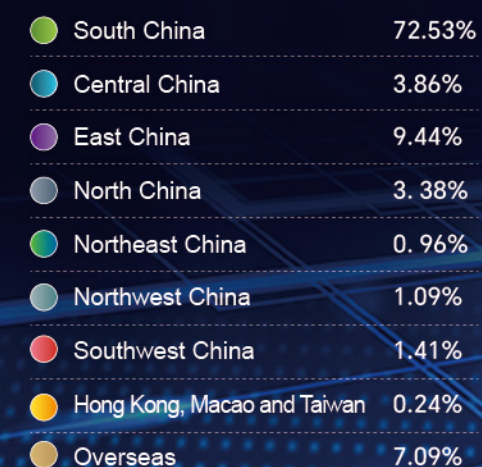 South China 72.53%
Central China 3.86%
East China 9.44%
North China 3. 38%
Northeast China 0. 96%
Northwest China 1.09%
Southwest China 1.41%
Hong Kong, Macao and Taiwan 0.24%
Overseas 7.09%